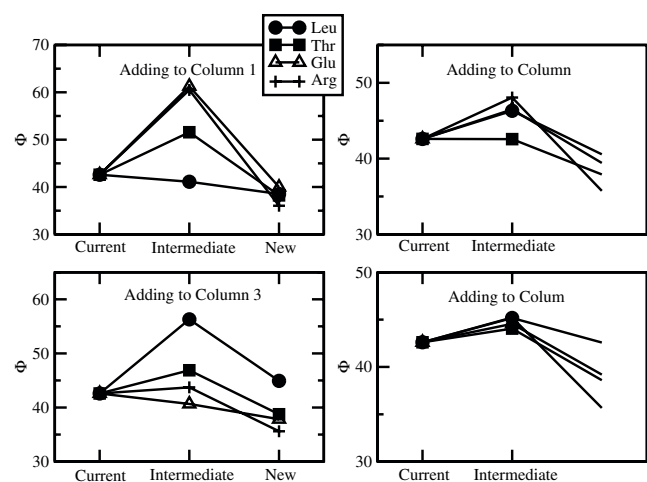 Leu
Thr
Glu
Arg
Adding to Column 1
70
60
50
40
30
Φ
Current
Intermediate
New
Adding to Column
50
40
30
Φ
Current
Intermediate
Adding to Column 3
60
50
40
30
Φ
Current
Intermediate
New
Adding to Colum
50
40
30
Φ
Current
Intermediate